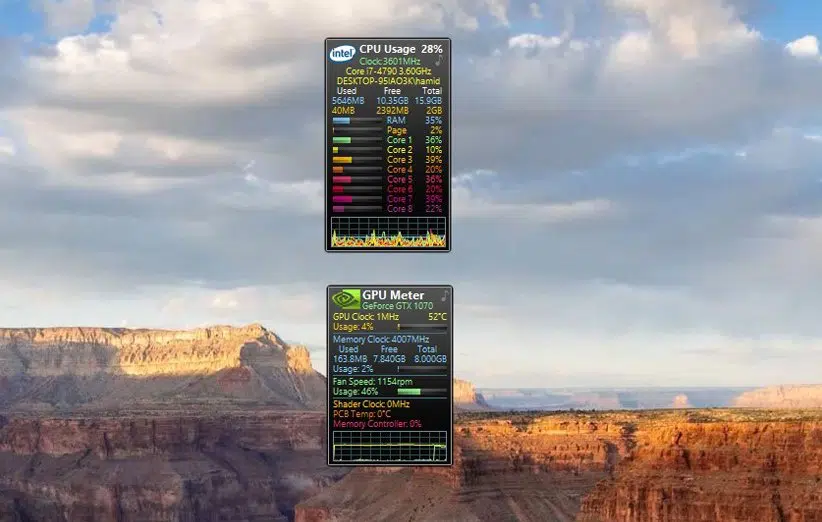 intel
CPU Usage 28%
Clock: 3601MHz
Core i7-4790 3.60GHz
DESKTOP-95IAO3K\hamid
Used Free Total
5646MB 10.35GB 15.9GB
40MB 2392MB 2GB
RAM 35%
Page 2%
Core 1 36%
Core 2 10%
Core 3 39%
Core 4 20%
Core 5 36%
Core 6 20%
Core 7 39%
Core 8 22%
GPU Meter
GeForce GTX 1070
GPU Clock: 1MHz 52°C
Usage: 4%
Memory Clock: 4007MHz
Used Free Total
163.8MB 7.840GB 8.000GB
Usage: 2%
Fan Speed: 1154rpm
Usage: 46%
Shader Clock: 0MHz
PCB Temp: 0°C
Memory Controller: 0%